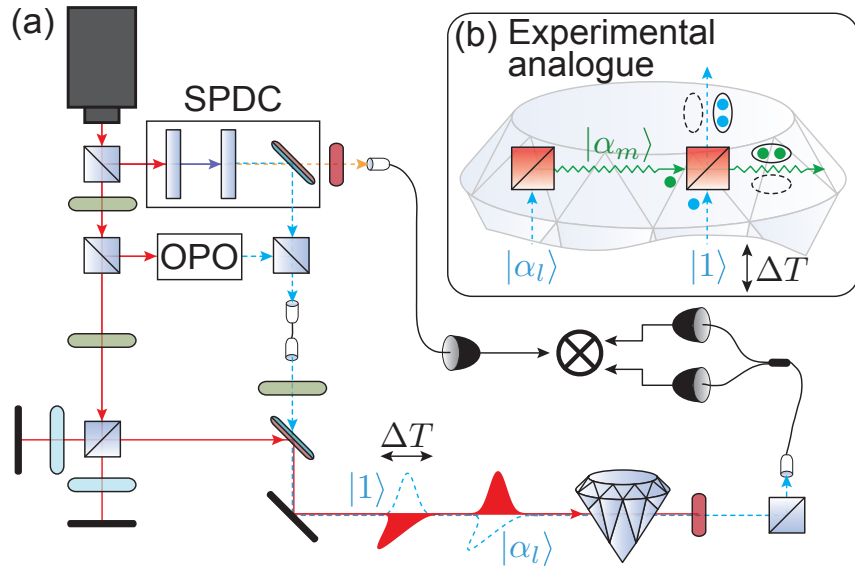 (a)
SPDC
OPO
(b) Experimental
analogue
|α_m⟩
|α_l⟩
|1⟩
ΔT
ΔT
|1⟩
|α_l⟩